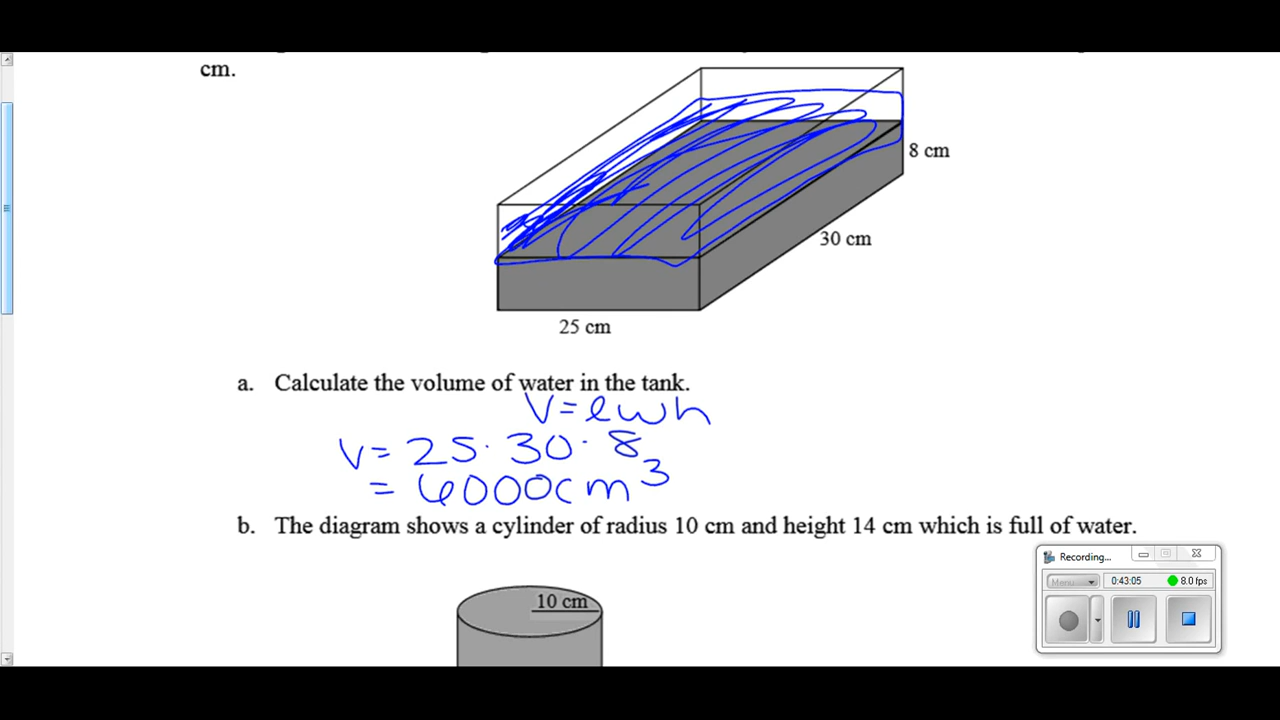 cm.
8 cm
30 cm
25 cm
a. Calculate the volume of water in the tank.
V = lwh
V = 25· 30· 8
= 6000cm³
b. The diagram shows a cylinder of radius 10 cm and height 14 cm which is full of water.
10 cm
Recording...
Menu
0:43:05
8.0 fps